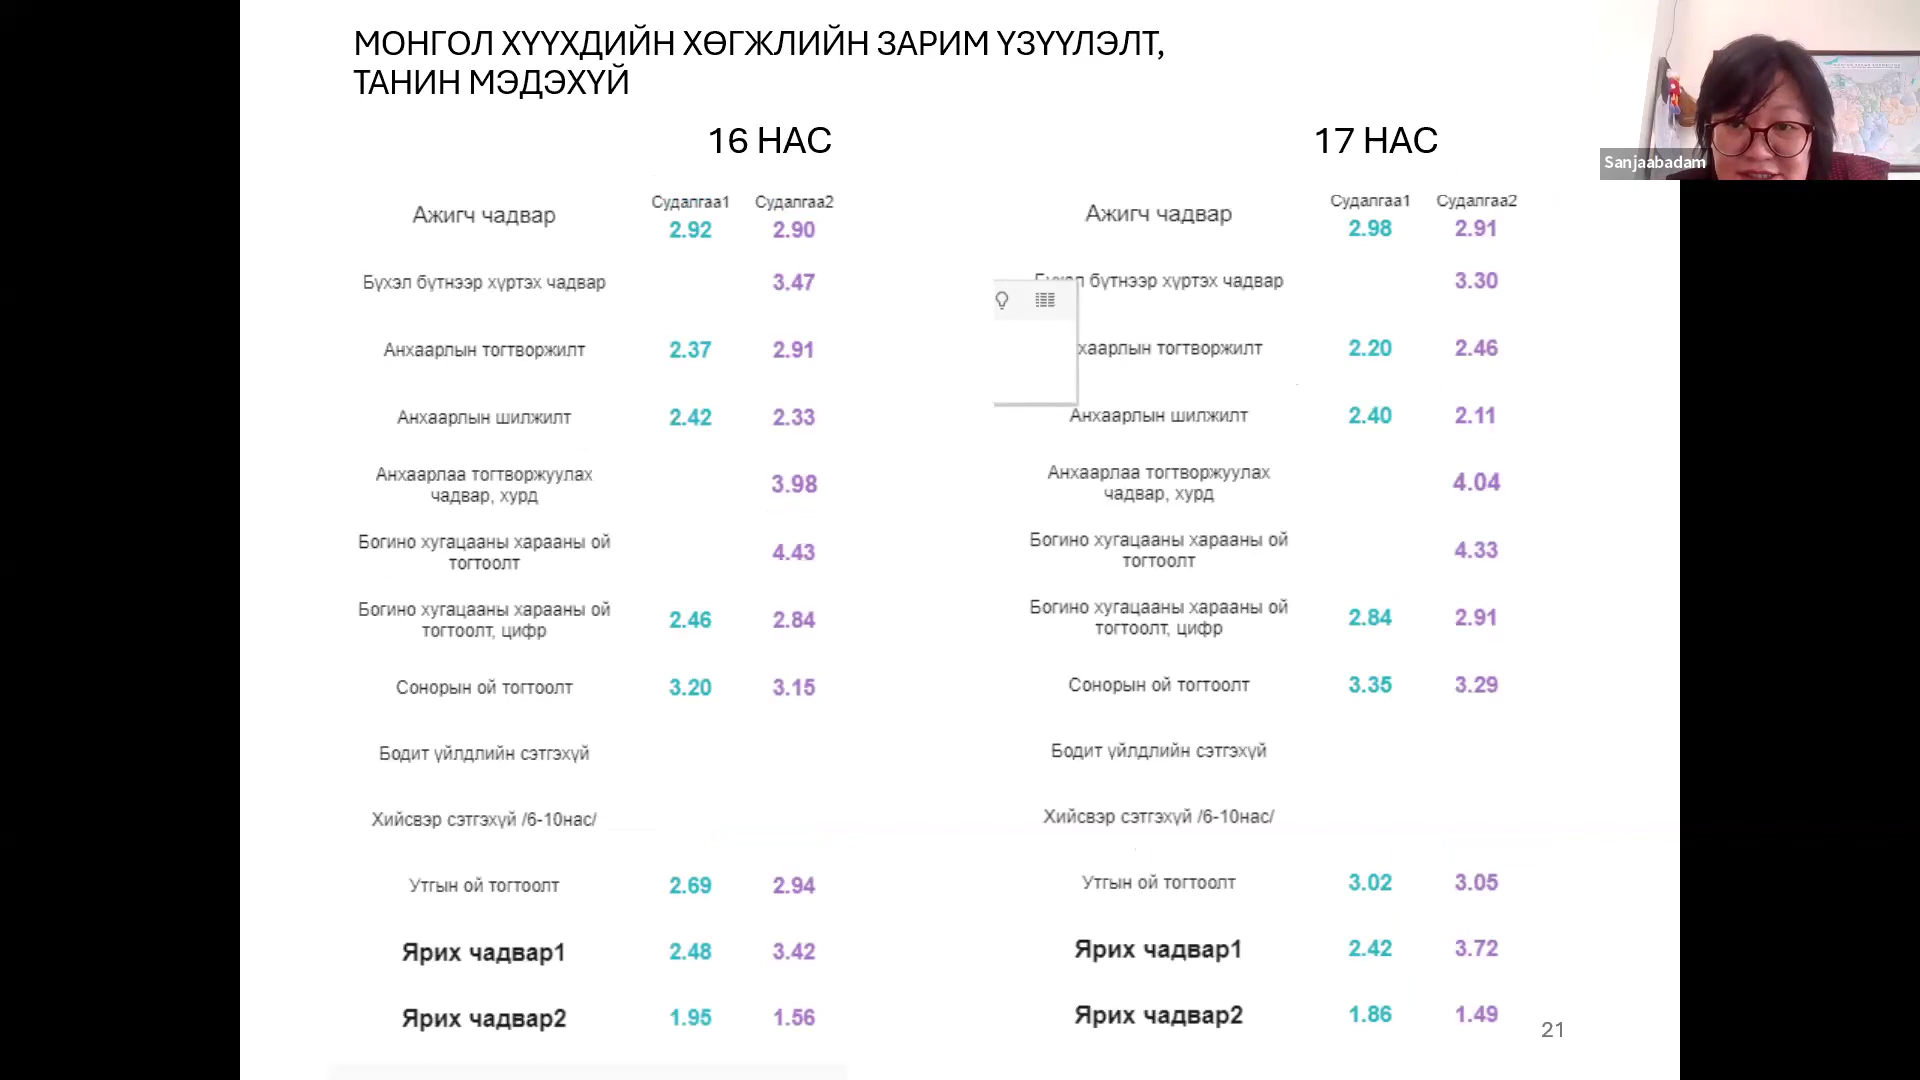 МОНГОЛ ХҮҮХДИЙН ХӨГЖЛИЙН ЗАРИМ ҮЗҮҮЛЭЛТ,
ТАНИН МЭДЭХҮЙ
16 НАС
Судалгаа1 Судалгаа2
Ажигч чадвар 2.92 2.90
Бүхэл бүтнээр хүртэх чадвар 3.47
Анхаарлын тогтворжилт 2.37 2.91
Анхаарлын шилжилт 2.42 2.33
Анхаарлаа тогтворжуулах
чадвар, хурд 3.98
Богино хугацааны харааны ой
тогтоолт 4.43
Богино хугацааны харааны ой
тогтоолт, цифр 2.46 2.84
Сонорын ой тогтоолт 3.20 3.15
Бодит үйлдлийн сэтгэхүй
Хийсвэр сэтгэхүй /6-10нас/
Утгын ой тогтоолт 2.69 2.94
Ярих чадвар1 2.48 3.42
Ярих чадвар2 1.95 1.56
17 НАС
Судалгаа1 Судалгаа2
Ажигч чадвар 2.98 2.91
бүтнээр хүртэх чадвар 3.30
хаарлын тогтворжилт 2.20 2.46
Анхаарлын шилжилт 2.40 2.11
Анхаарлаа тогтворжуулах
чадвар, хурд 4.04
Богино хугацааны харааны ой
тогтоолт 4.33
Богино хугацааны харааны ой
тогтоолт, цифр 2.84 2.91
Сонорын ой тогтоолт 3.35 3.29
Бодит үйлдлийн сэтгэхүй
Хийсвэр сэтгэхүй /6-10нас/
Утгын ой тогтоолт 3.02 3.05
Ярих чадвар1 2.42 3.72
Ярих чадвар2 1.86 1.49
21
Sanjaabadam